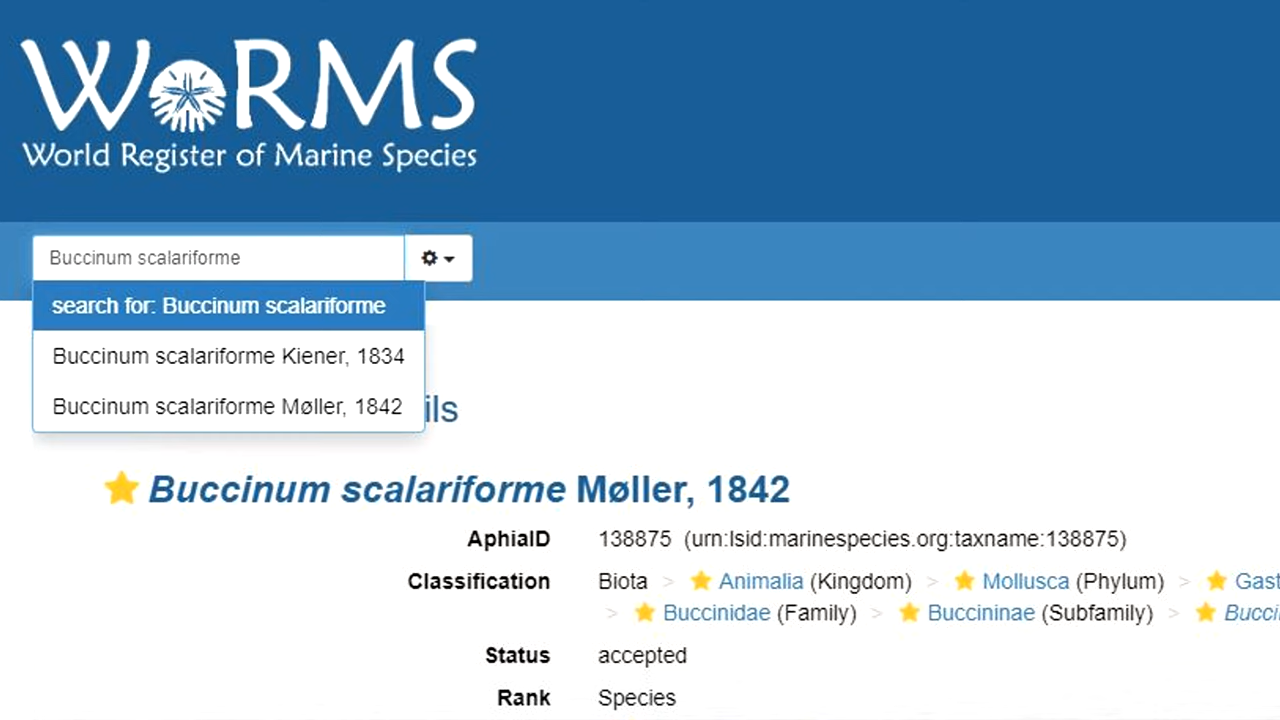 WoRMS
World Register of Marine Species
Buccinum scalariforme
search for: Buccinum scalariforme
Buccinum scalariforme Kiener, 1834
Buccinum scalariforme Møller, 1842
ils
Buccinum scalariforme Møller, 1842
AphiaID 138875 (urn:lsid:marinespecies.org:taxname:138875)
Classification Biota > Animalia (Kingdom) > Mollusca (Phylum) > Gast
> Buccinidae (Family) > Buccininae (Subfamily) > Bucci
Status accepted
Rank Species